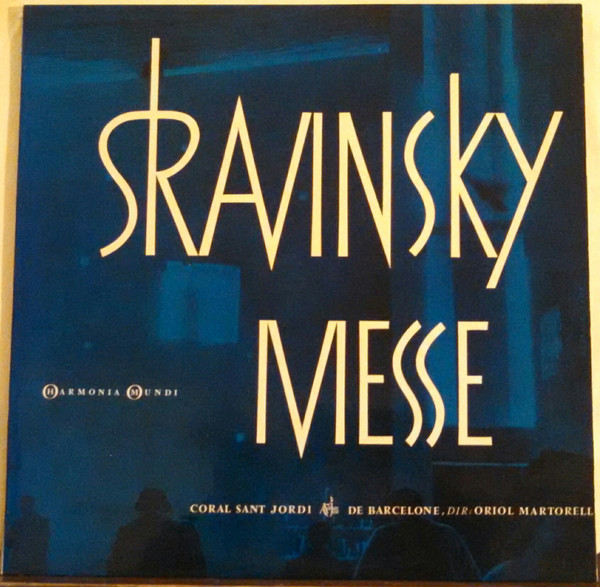 STRAVINSKY
MESSE
HARMONIA MUNDI
CORAL SANT JORDI DE BARCELONE, DIR: ORIOL MARTORELL